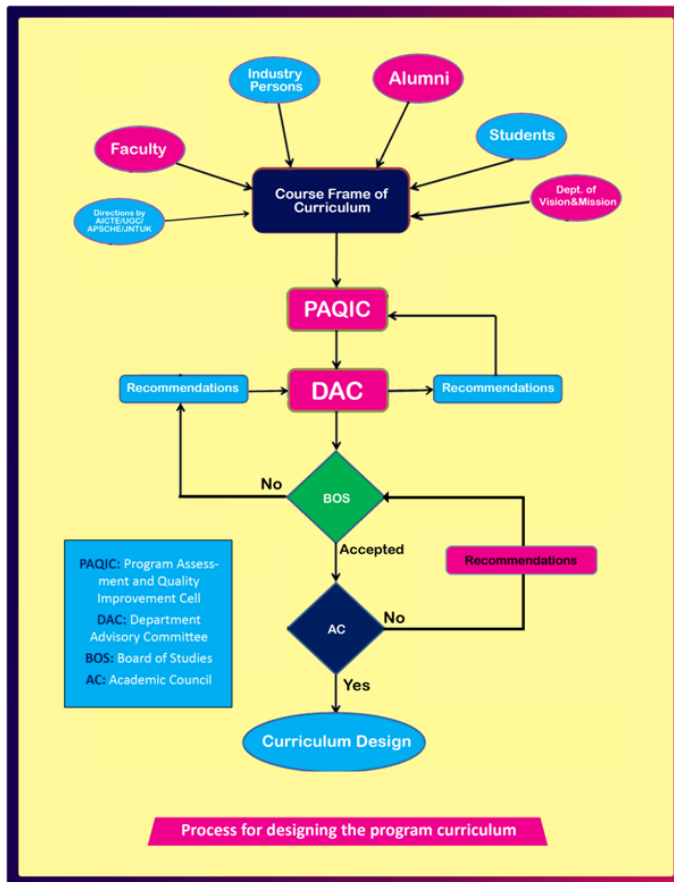 Industry
Persons
Alumni
Faculty
Students
Course Frame of
Curriculum
Dept. of
Vision&Mission
Directions by
AICTE/UGC/
APSCHE/JNTUK
PAQIC
Recommendations
DAC
Recommendations
No
BOS
Accepted
Recommendations
PAQIC: Program Assess-
ment and Quality
Improvement Cell
DAC: Department
Advisory Committee
BOS: Board of Studies
AC: Academic Council
AC
No
Yes
Curriculum Design
Process for designing the program curriculum